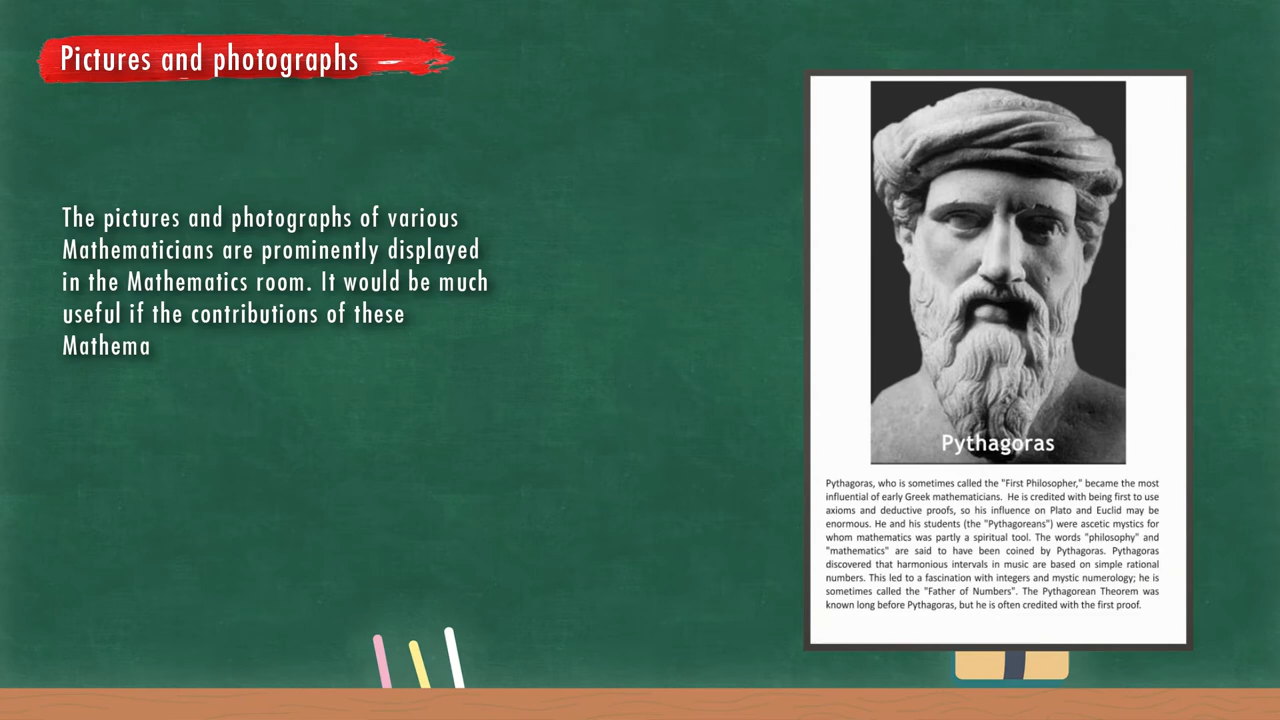 Pictures and photographs
The pictures and photographs of various
Mathematicians are prominently displayed
in the Mathematics room. It would be much
useful if the contributions of these
Mathema
Pythagoras
Pythagoras, who is sometimes called the "First Philosopher," became the most
influential of early Greek mathematicians. He is credited with being first to use
axioms and deductive proofs, so his influence on Plato and Euclid may be
enormous. He and his students (the "Pythagoreans") were ascetic mystics for
whom mathematics was partly a spiritual tool. The words "philosophy" and
"mathematics" are said to have been coined by Pythagoras. Pythagoras
discovered that harmonious intervals in music are based on simple rational
numbers. This led to a fascination with integers and mystic numerology; he is
sometimes called the "Father of Numbers". The Pythagorean Theorem was
known long before Pythagoras, but he is often credited with the first proof.